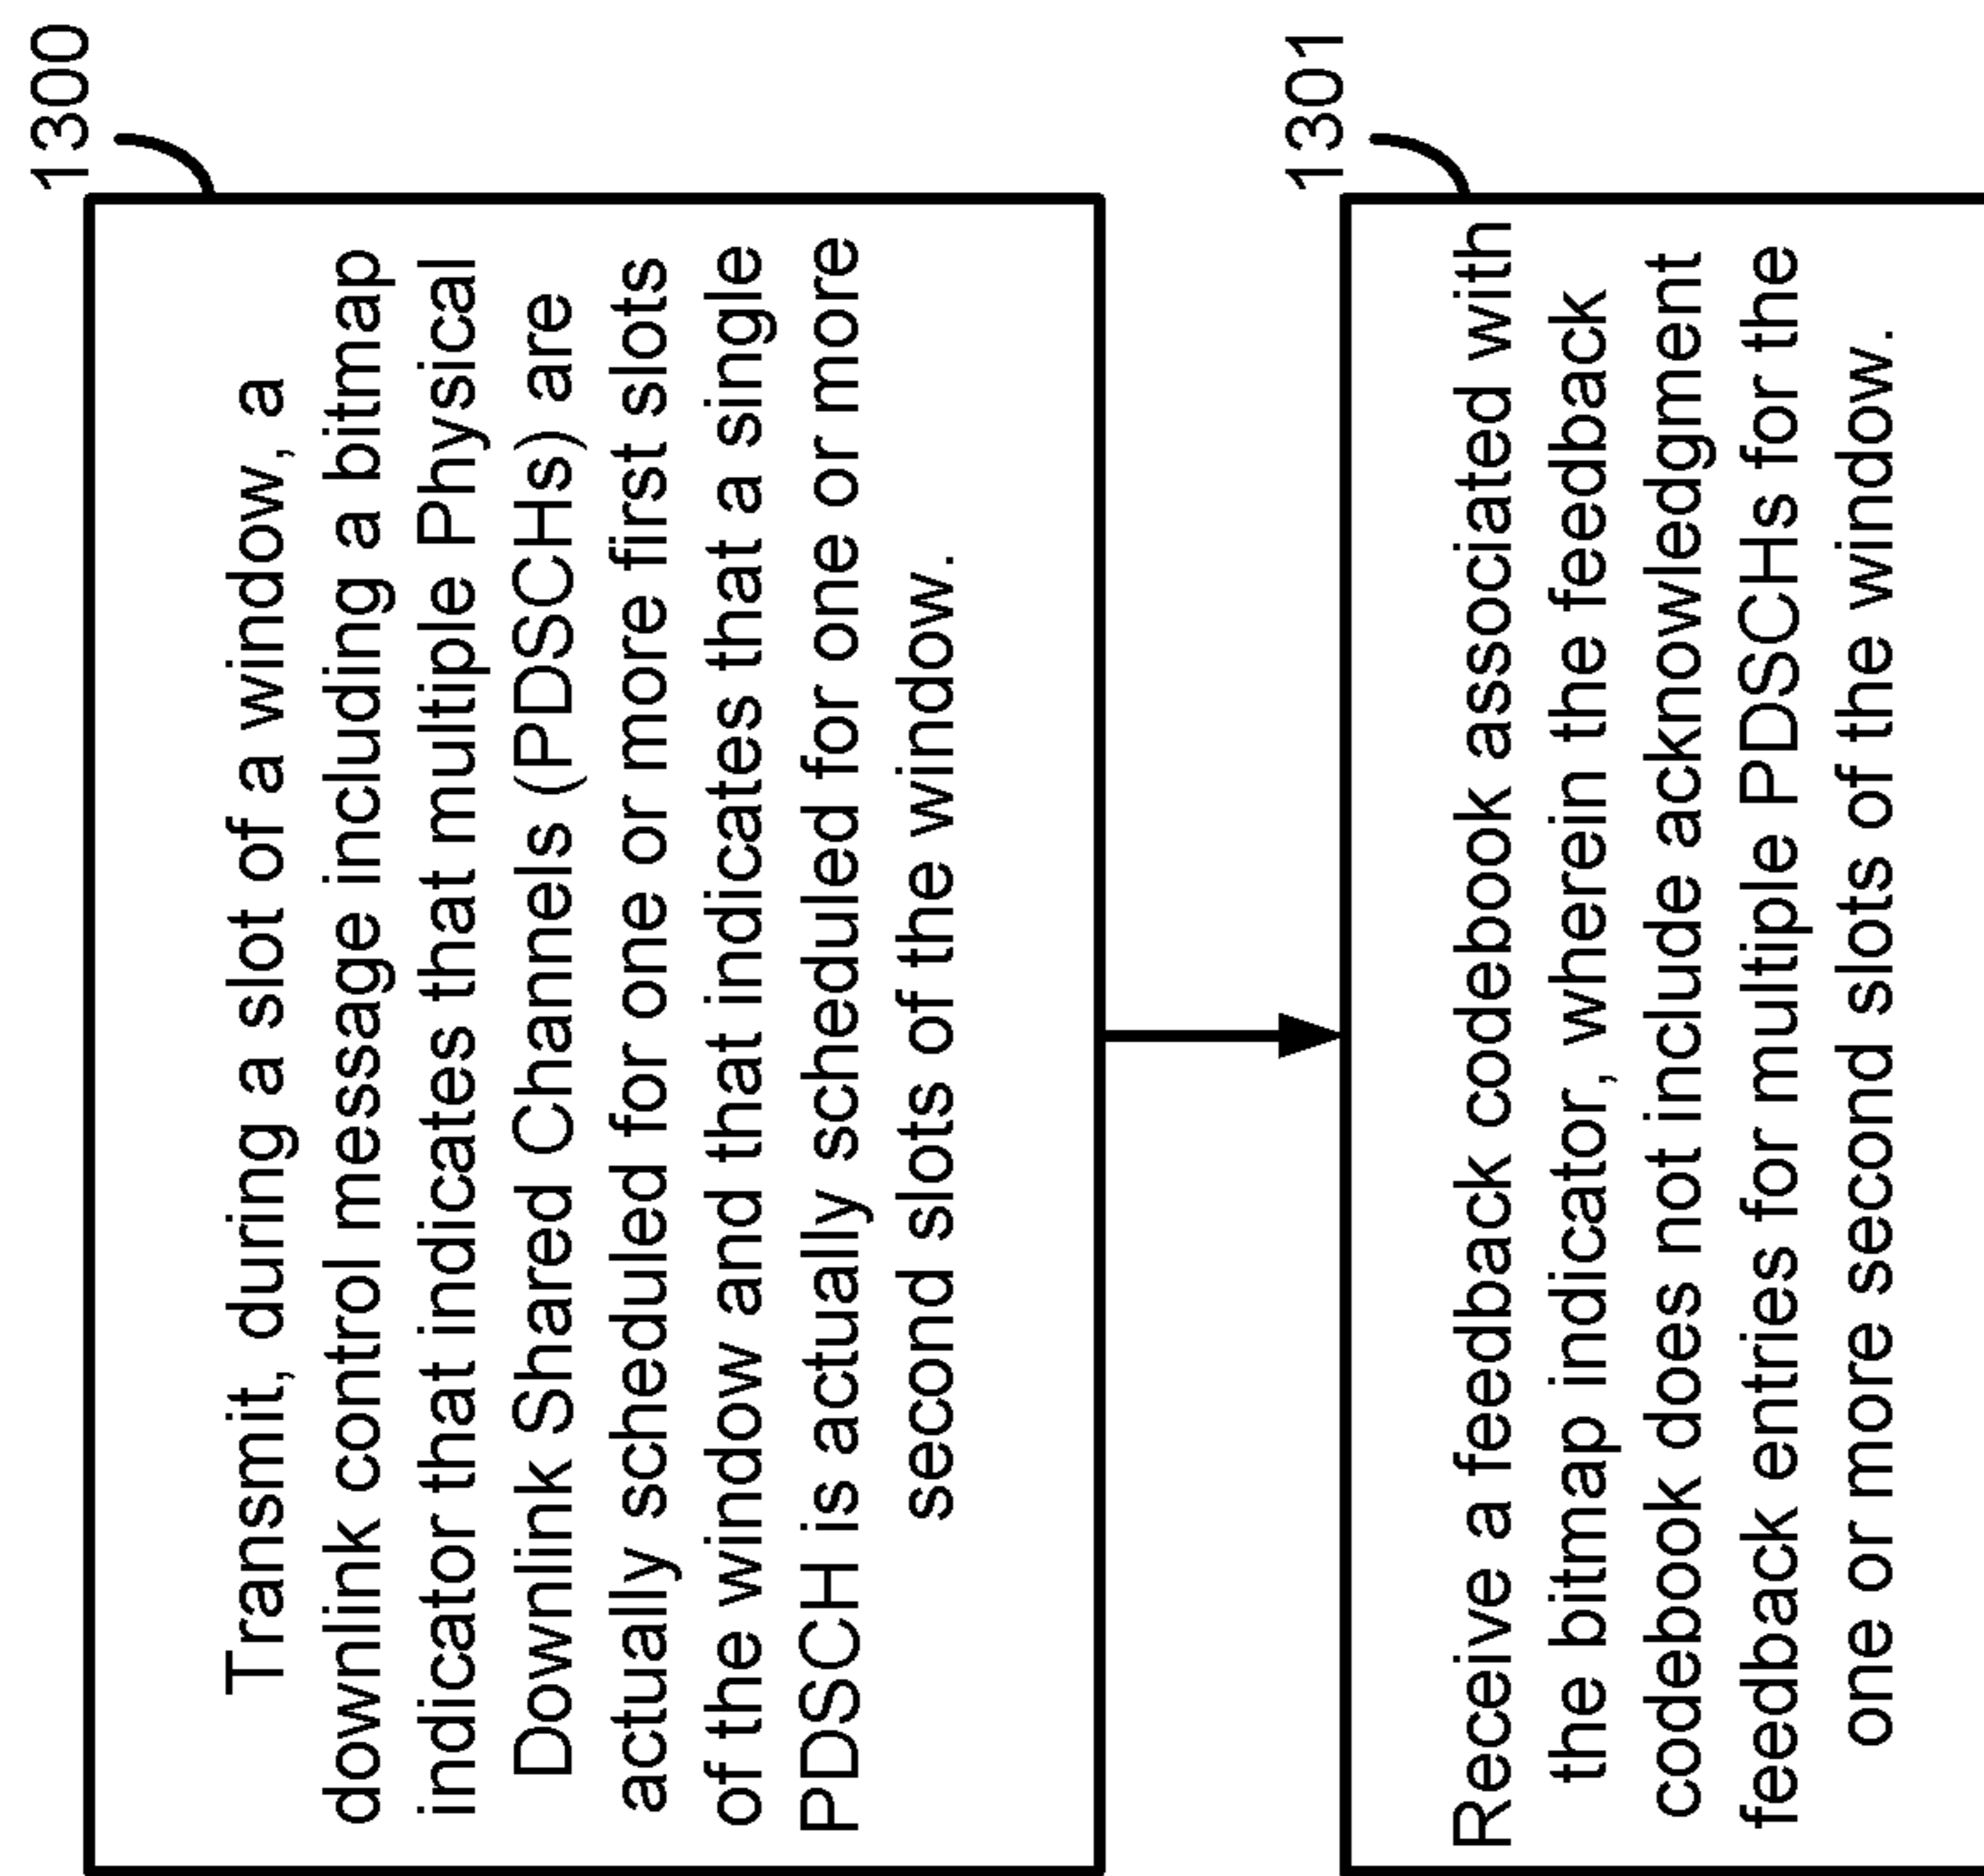 1300
Transmit, during a slot of a window, a
downlink control message including a bitmap
indicator that indicates that multiple Physical
Downlink Shared Channels (PDSCHs) are
actually scheduled for one or more first slots
of the window and that indicates that a single
PDSCH is actually scheduled for one or more
second slots of the window.
1301
Receive a feedback codebook associated with
the bitmap indicator, wherein the feedback
codebook does not include acknowledgment
feedback entries for multiple PDSCHs for the
one or more second slots of the window.